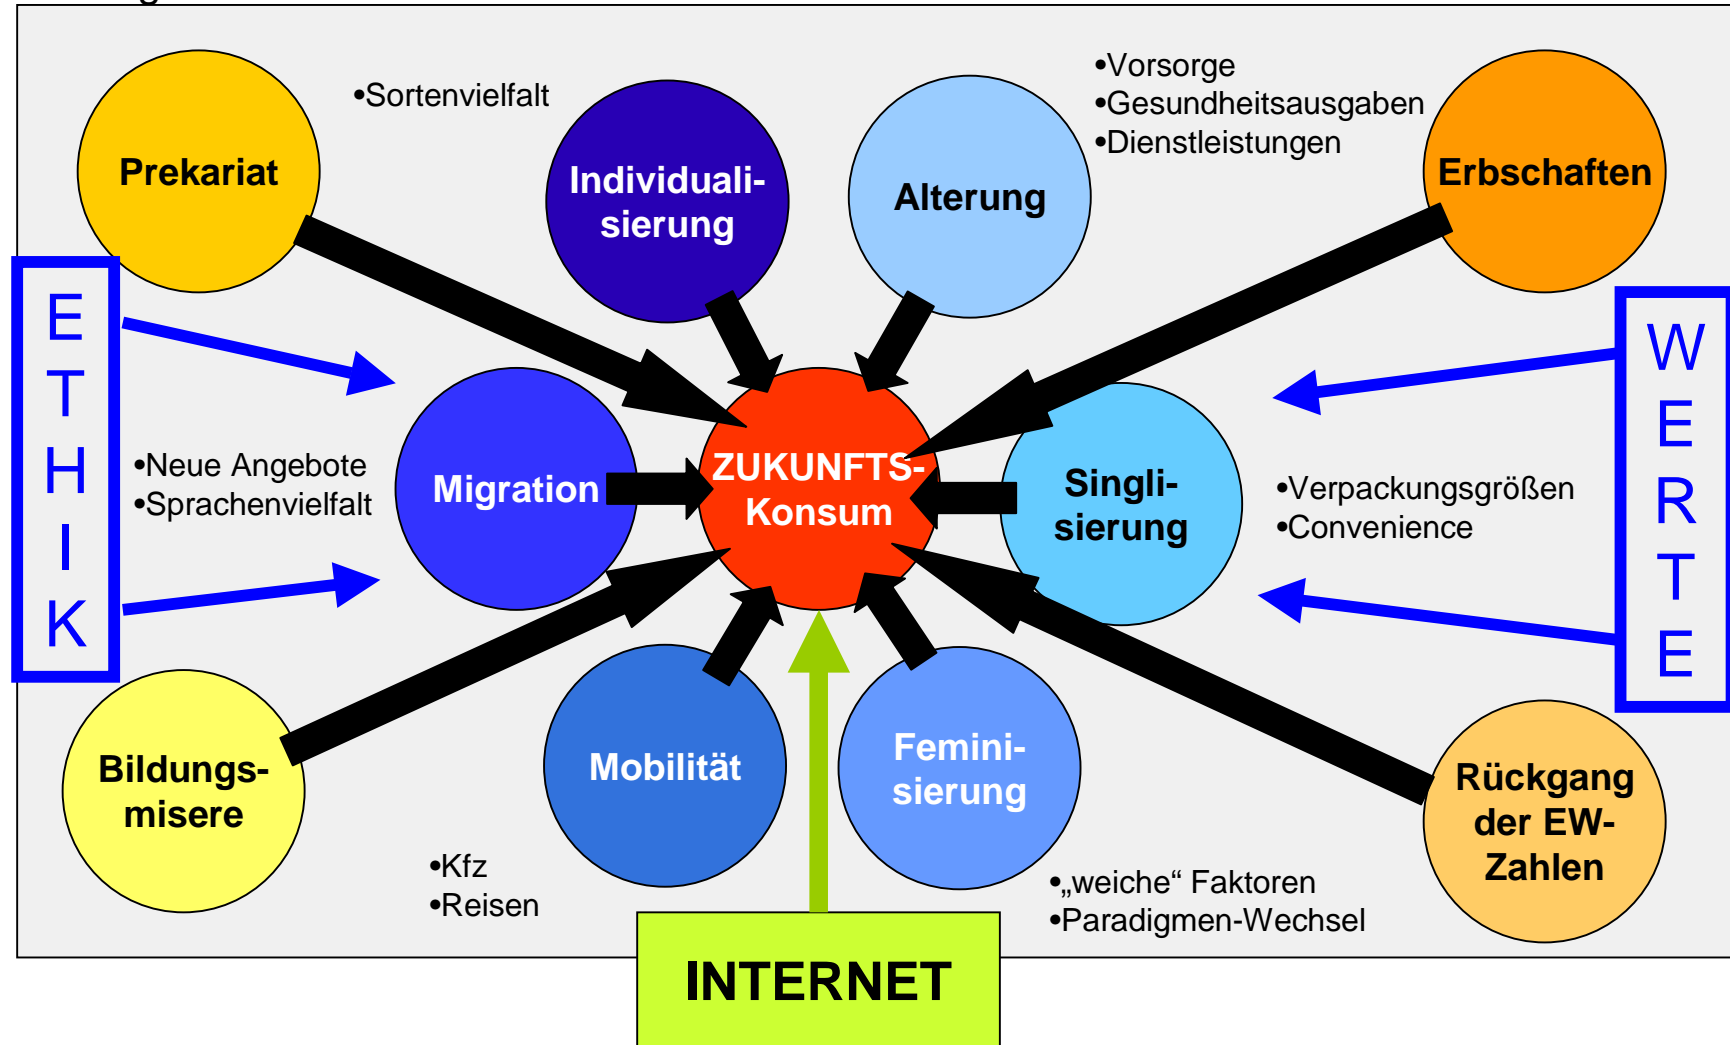 Prekariat
•Sortenvielfalt
Individuali-
sierung
Alterung
•Vorsorge
•Gesundheitsausgaben
•Dienstleistungen
Erbschaften
E
T
H
I
K
•Neue Angebote
•Sprachenvielfalt
Migration
ZUKUNFTS-
Konsum
Singli-
sierung
•Verpackungsgrößen
•Convenience
W
E
R
T
E
Bildungs-
misere
Mobilität
•Kfz
•Reisen
Femini-
sierung
•„weiche“ Faktoren
•Paradigmen-Wechsel
Rückgang
der EW-
Zahlen
INTERNET